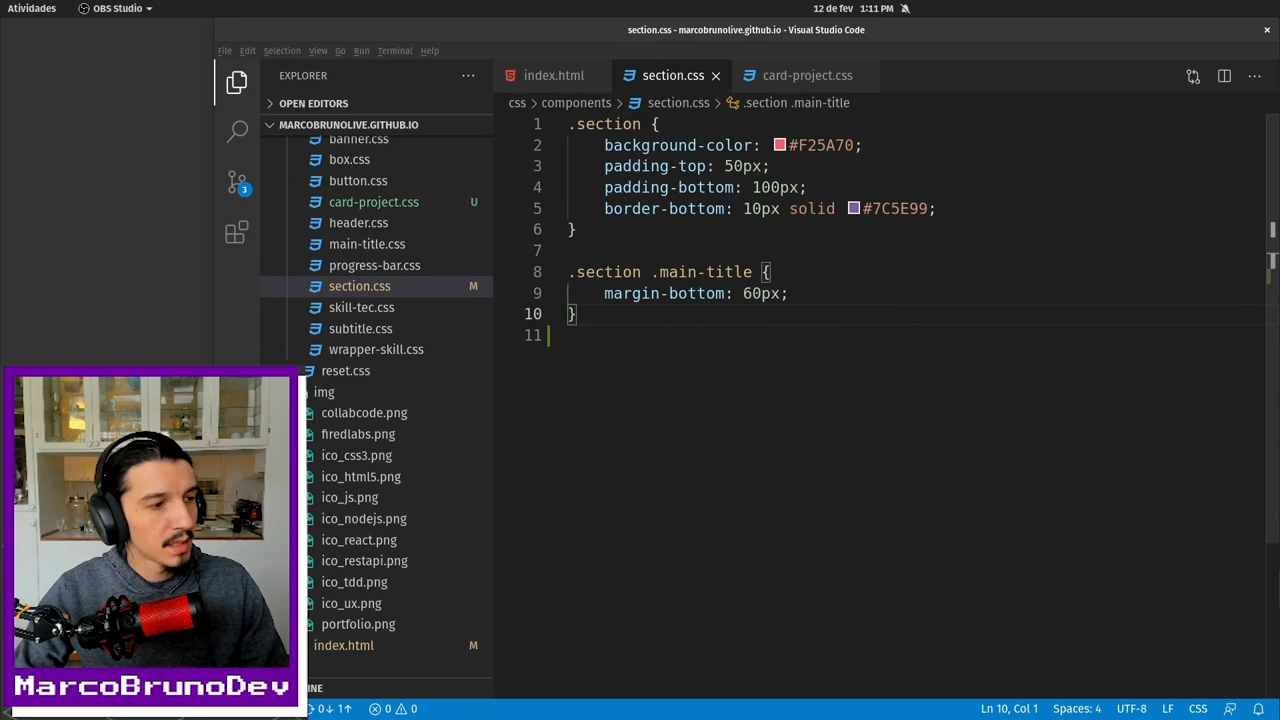 Atividades
OBS Studio
12 de fev 1:11 PM
section.css - marcobrunolive.github.io - Visual Studio Code
File Edit Selection View Go Run Terminal Help
EXPLORER
OPEN EDITORS
MARCOBRUNOLIVE.GITHUB.IO
banner.css
box.css
button.css
card-project.css U
header.css
main-title.css
progress-bar.css
section.css M
skill-tec.css
subtitle.css
wrapper-skill.css
reset.css
img
collabcode.png
firedlabs.png
ico_css3.png
ico_html5.png
ico_js.png
ico_nodejs.png
ico_react.png
ico_restapi.png
ico_tdd.png
ico_ux.png
portfolio.png
index.html M
INE
3
index.html section.css card-project.css
css > components > section.css > .section .main-title
1 .section {
2 background-color: #F25A70;
3 padding-top: 50px;
4 padding-bottom: 100px;
5 border-bottom: 10px solid #7C5E99;
6 }
7
8 .section .main-title {
9 margin-bottom: 60px;
10 }
11
MarcoBrunoDev
0↓ 1↑ 0 0 Ln 10, Col 1 Spaces: 4 UTF-8 LF CSS